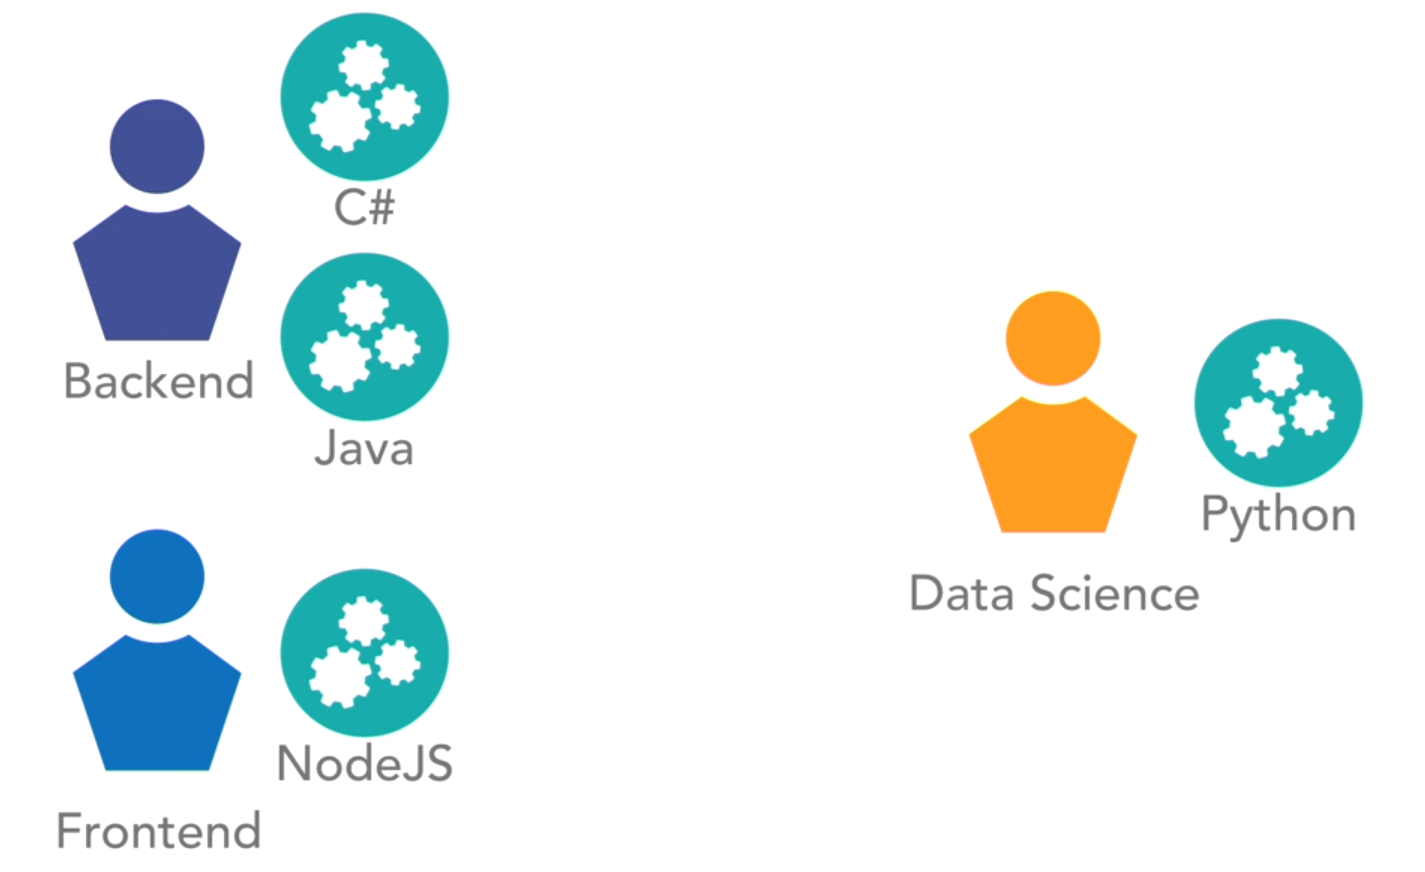 C#
Backend
Java
NodeJS
Frontend
Python
Data Science